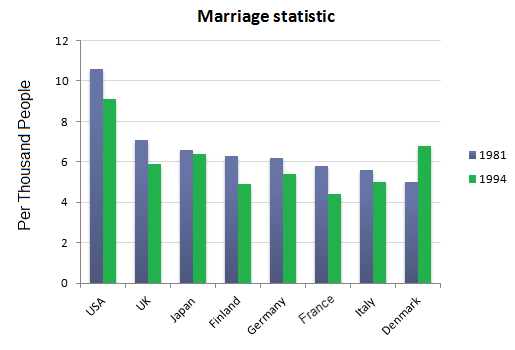 Marriage statistic
Per Thousand People
12
10
8
6
4
2
0
USA
UK
Japan
Finland
Germany
France
Italy
Denmark
1981
1994